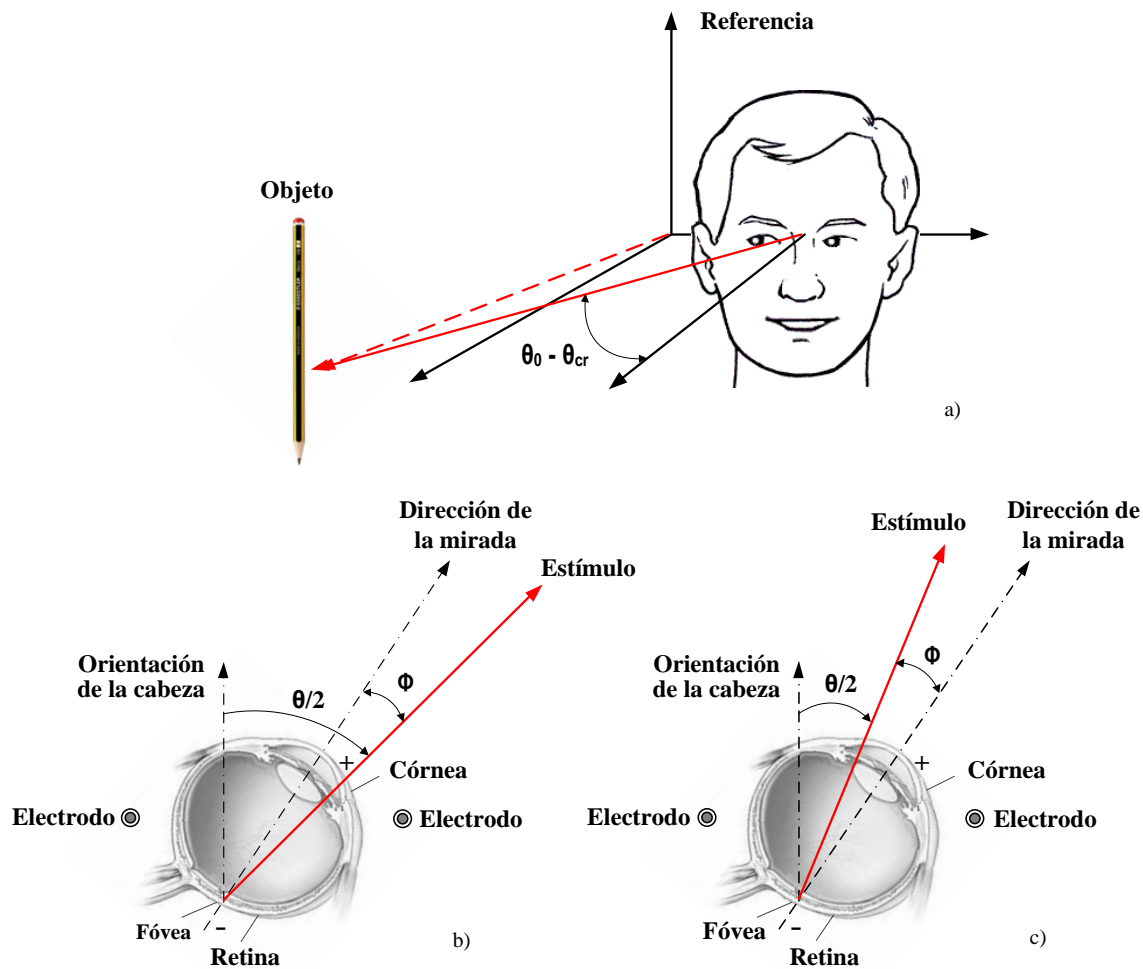 Referencia
Objeto
θ₀ - θcr
a)
Dirección de
la mirada
Estímulo
Orientación
de la cabeza
θ/2
Φ
+
Córnea
Electrodo
Electrodo
Fóvea
-
Retina
b)
Estímulo
Dirección de
la mirada
Orientación
de la cabeza
θ/2
Φ
+
Córnea
Electrodo
Electrodo
Fóvea
-
Retina
c)